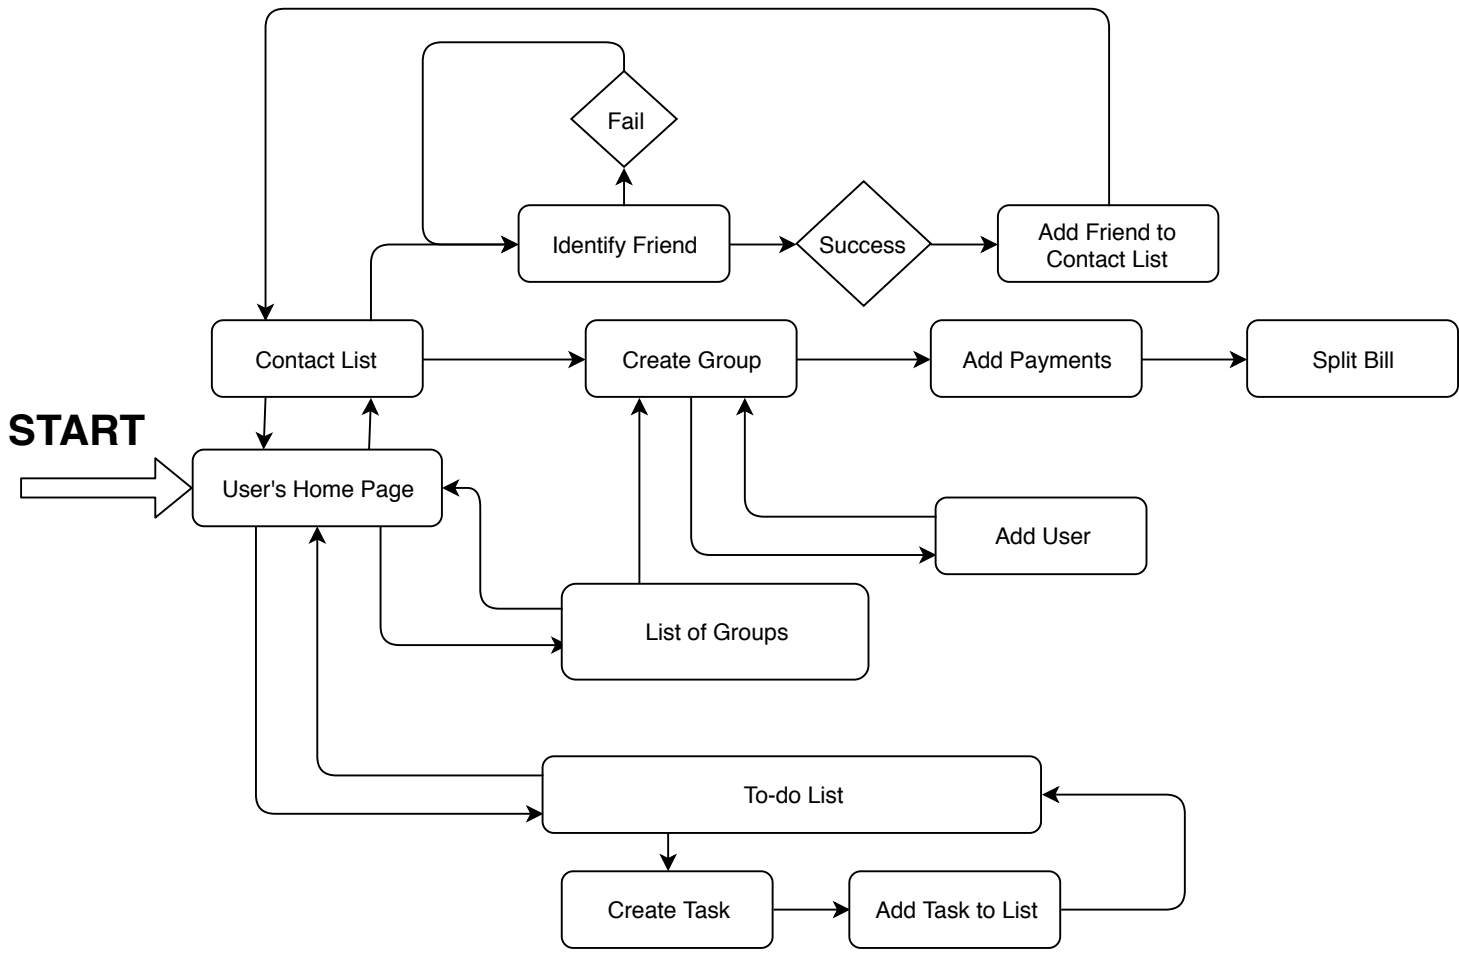 Fail
Identify Friend
Success
Add Friend to
Contact List
Contact List
Create Group
Add Payments
Split Bill
START
User's Home Page
Add User
List of Groups
To-do List
Create Task
Add Task to List